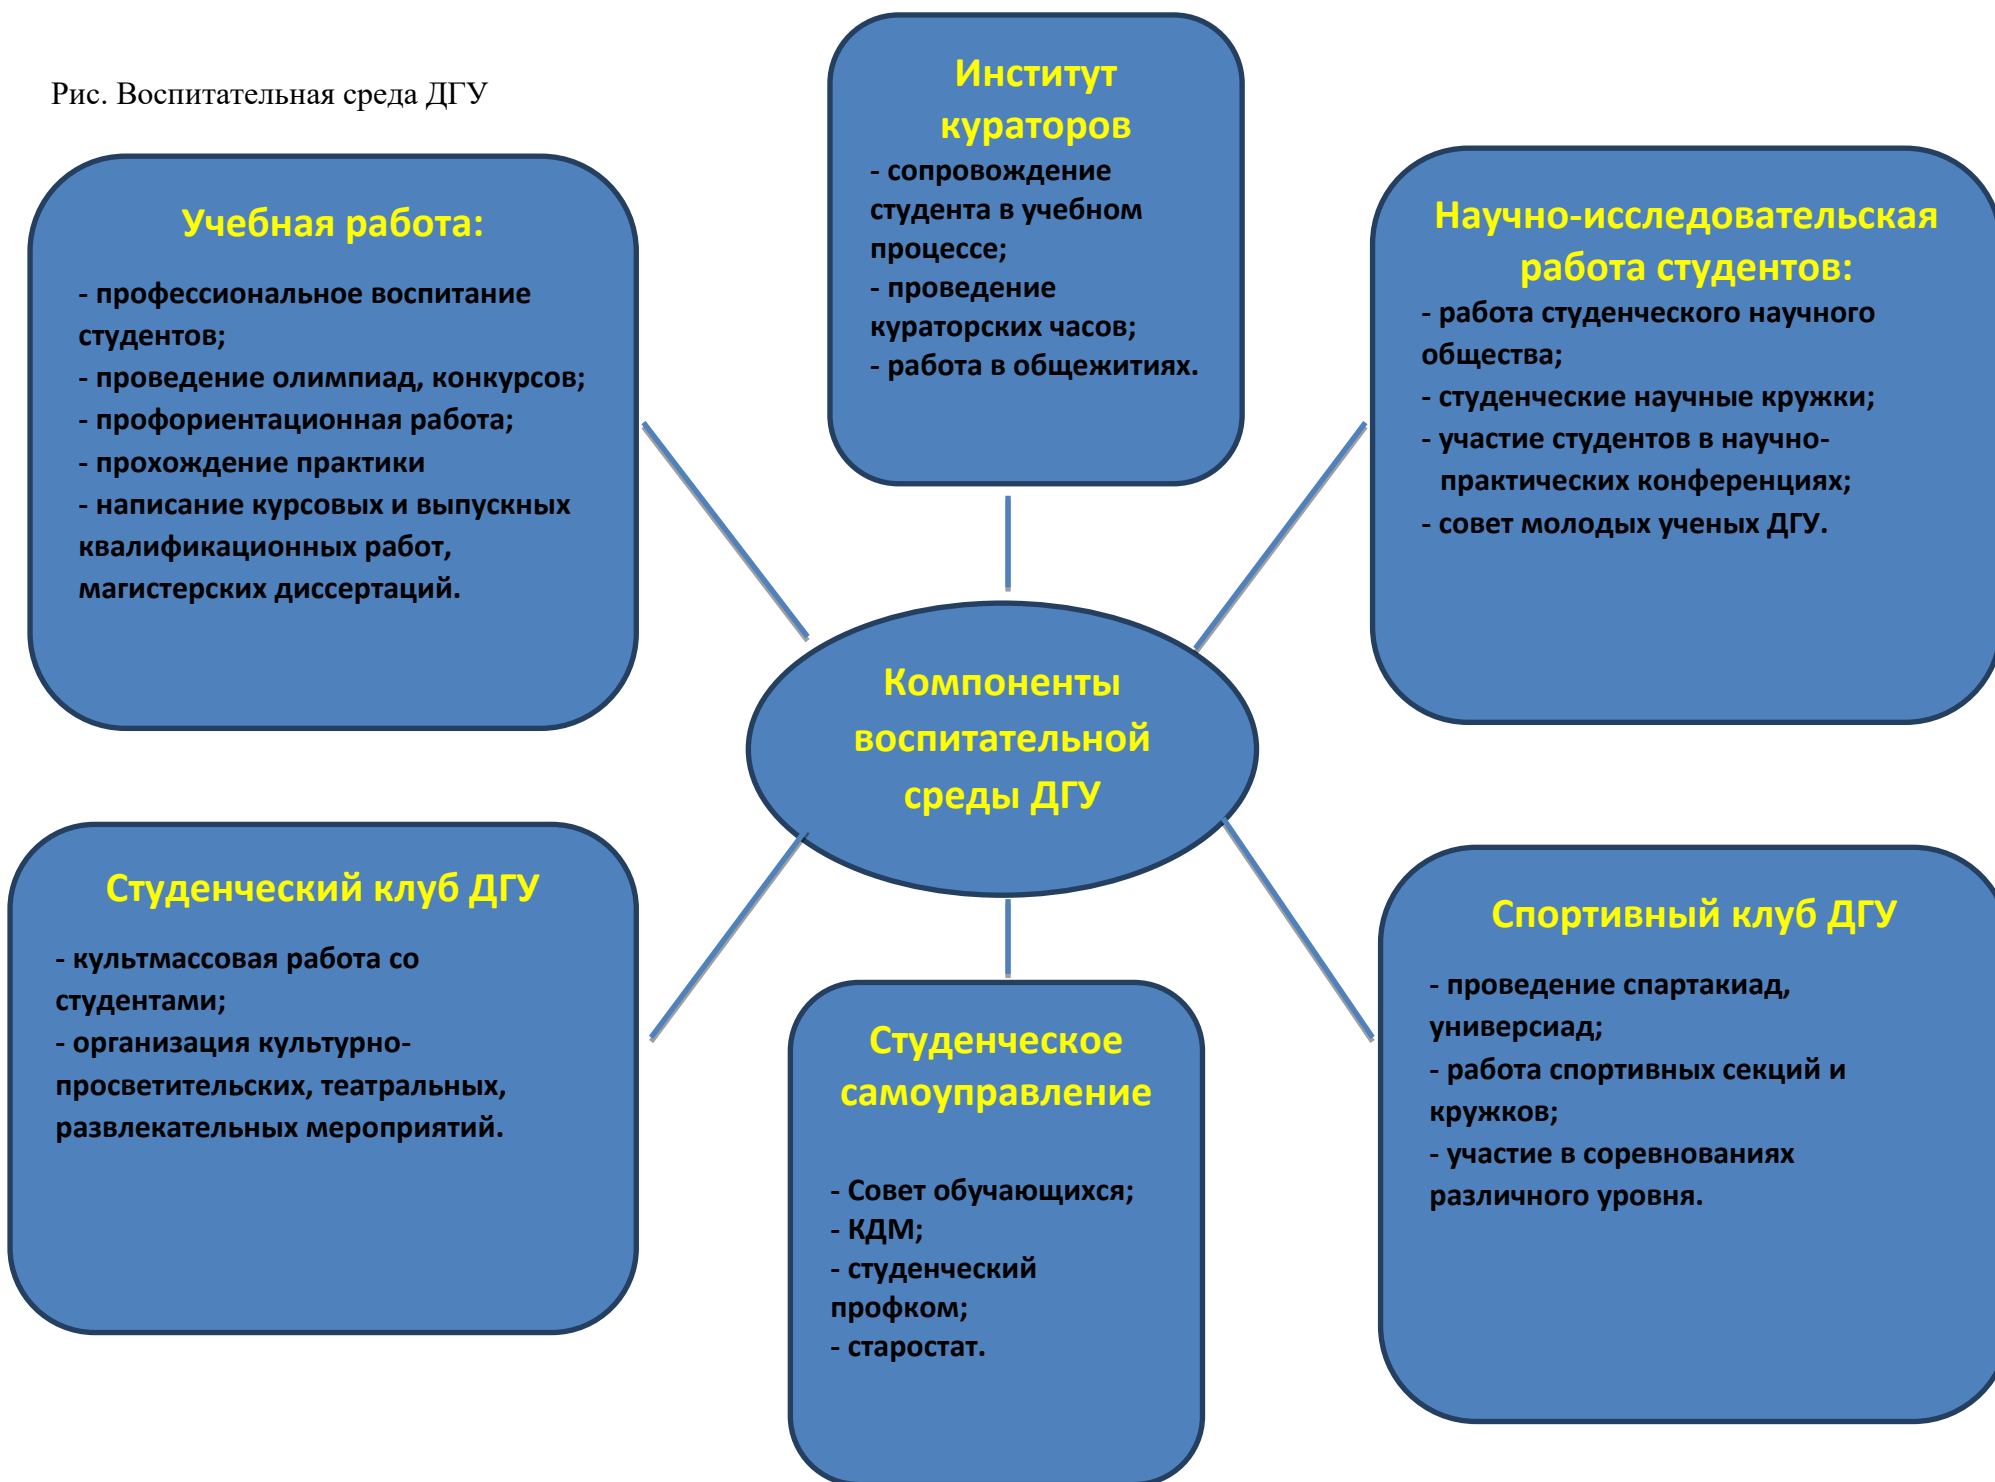 Рис. Воспитательная среда ДГУ
Институт
кураторов
- сопровождение
студента в учебном
процессе;
- проведение
кураторских часов;
- работа в общежитиях.
Учебная работа:
- профессиональное воспитание
студентов;
- проведение олимпиад, конкурсов;
- профориентационная работа;
- прохождение практики
- написание курсовых и выпускных
квалификационных работ,
магистерских диссертаций.
Научно-исследовательская
работа студентов:
- работа студенческого научного
общества;
- студенческие научные кружки;
- участие студентов в научно-
практических конференциях;
- совет молодых ученых ДГУ.
Компоненты
воспитательной
среды ДГУ
Студенческий клуб ДГУ
- культмассовая работа со
студентами;
- организация культурно-
просветительских, театральных,
развлекательных мероприятий.
Студенческое
самоуправление
- Совет обучающихся;
- КДМ;
- студенческий
профком;
- старостат.
Спортивный клуб ДГУ
- проведение спартакиад,
универсиад;
- работа спортивных секций и
кружков;
- участие в соревнованиях
различного уровня.